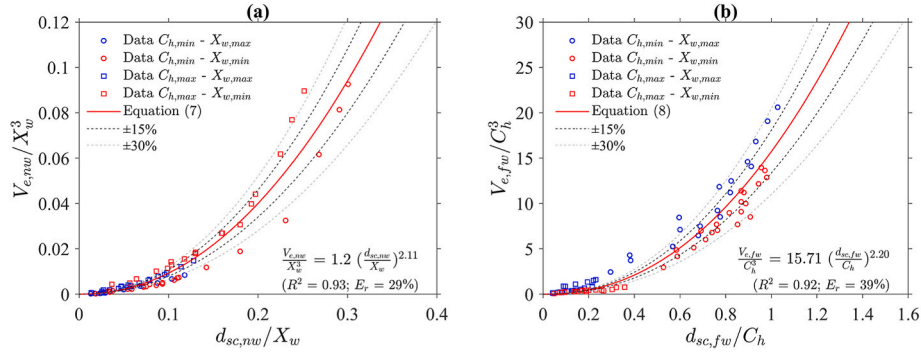 (a)
V_{e,nw}/X_w^3
0.12
0.1
0.08
0.06
0.04
0.02
0
Data C_{h,min} - X_{w,max}
Data C_{h,min} - X_{w,min}
Data C_{h,max} - X_{w,max}
Data C_{h,max} - X_{w,min}
Equation (7)
±15%
±30%
V_{e,nw}/X_w^3 = 1.2 (d_{sc,nw}/X_w)^{2.11}
(R^2 = 0.93; E_r = 29%)
0 0.1 0.2 0.3 0.4
d_{sc,nw}/X_w
(b)
V_{e,fw}/C_h^3
30
25
20
15
10
5
0
Data C_{h,min} - X_{w,max}
Data C_{h,min} - X_{w,min}
Data C_{h,max} - X_{w,max}
Data C_{h,max} - X_{w,min}
Equation (8)
±15%
±30%
V_{e,fw}/C_h^3 = 15.71 (d_{sc,fw}/C_h)^{2.20}
(R^2 = 0.92; E_r = 39%)
0 0.2 0.4 0.6 0.8 1 1.2 1.4 1.6
d_{sc,fw}/C_h